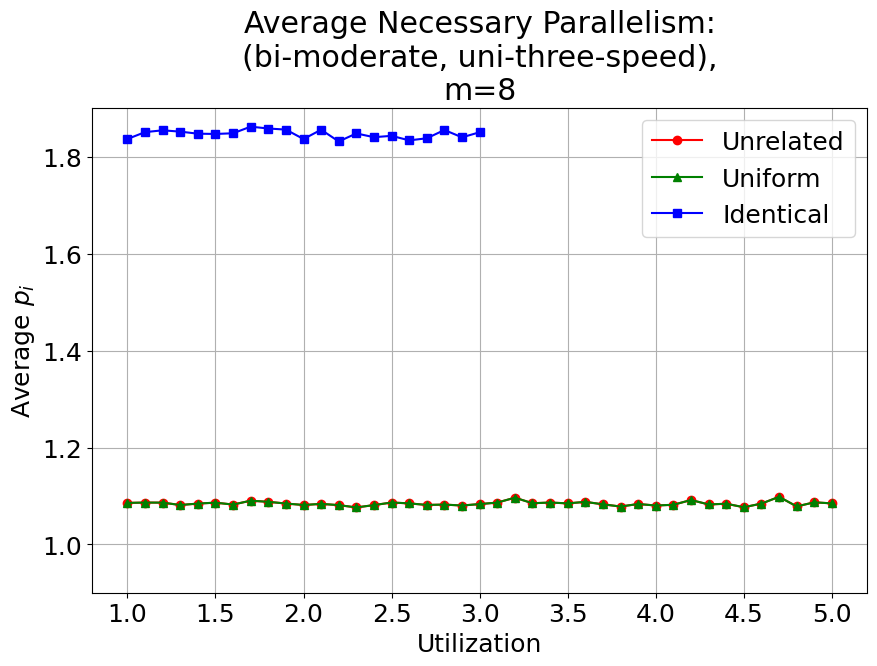 Average Necessary Parallelism:
(bi-moderate, uni-three-speed),
m=8
Unrelated
Uniform
Identical
Average $p_i$
1.8
1.6
1.4
1.2
1.0
1.0 1.5 2.0 2.5 3.0 3.5 4.0 4.5 5.0
Utilization